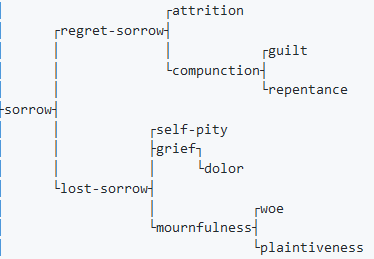 attrition
regret-sorrow
guilt
compunction
repentance
sorrow
self-pity
grief
dolor
lost-sorrow
woe
mournfulness
plaintiveness